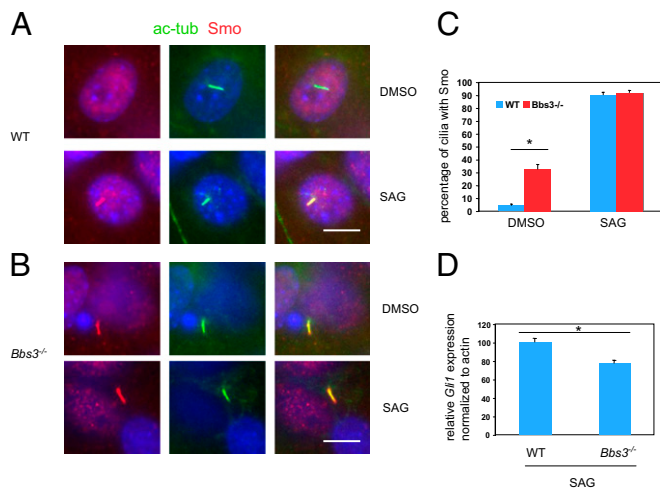 A
ac-tub Smo
DMSO
WT
SAG
B
DMSO
Bbs3-/-
SAG
C
percentage of cilia with Smo
100
90
80
70
60
50
40
30
20
10
0
WT Bbs3-/-
*
DMSO SAG
D
relative Gli1 expression
normalized to actin
120
100
80
60
40
20
0
*
WT Bbs3-/-
SAG